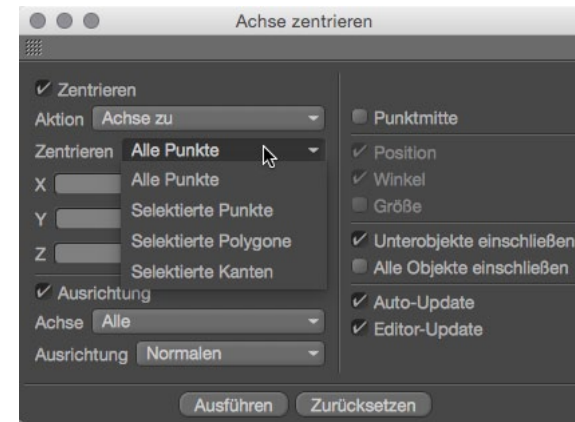 Achse zentrieren
Zentrieren
Aktion Achse zu
Zentrieren Alle Punkte
Alle Punkte
Selektierte Punkte
Selektierte Polygone
Selektierte Kanten
X
Y
Z
Ausrichtung
Achse Alle
Ausrichtung Normalen
Punktmitte
Position
Winkel
Größe
Unterobjekte einschließen
Alle Objekte einschließen
Auto-Update
Editor-Update
Ausführen Zurücksetzen